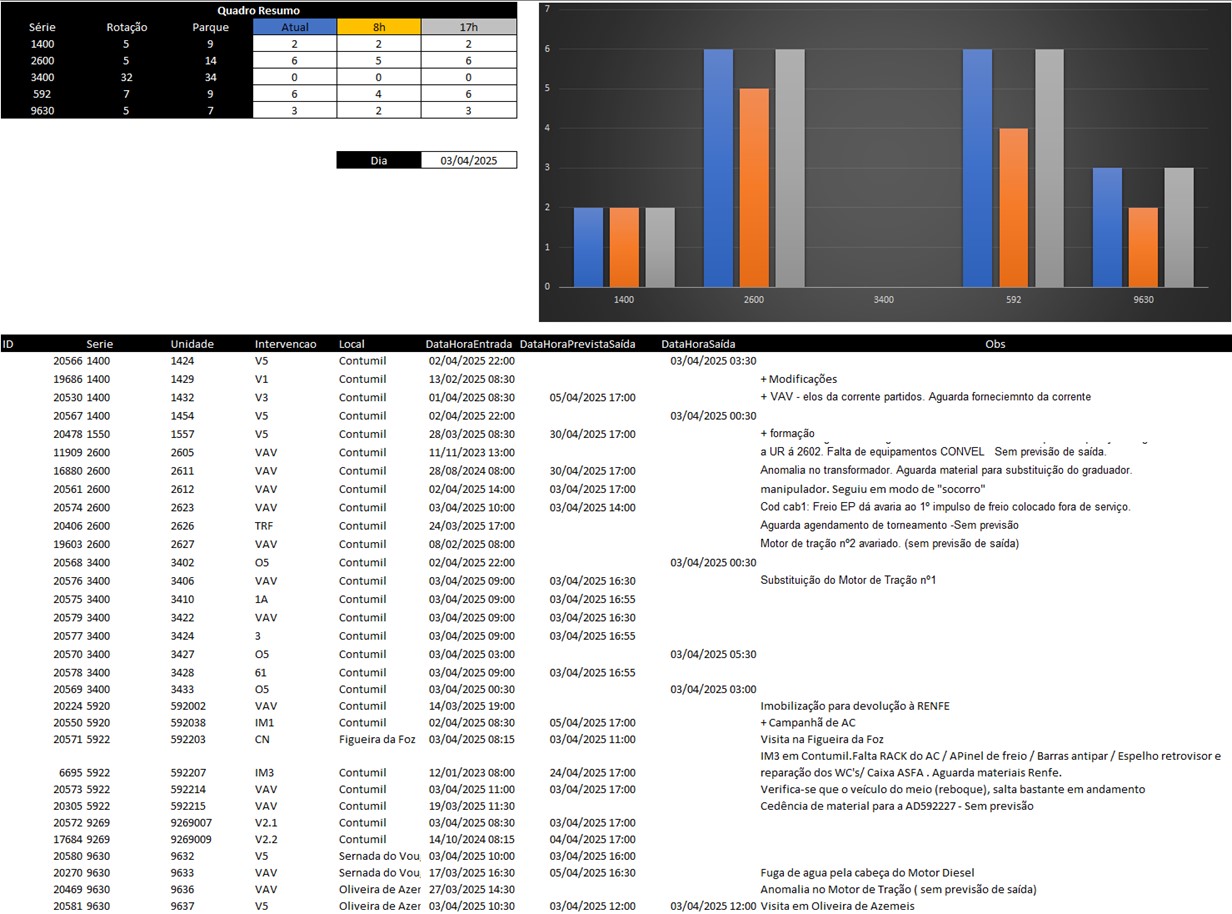 Quadro Resumo
Série Rotação Parque Atual 8h 17h
1400 5 9 2 2 2
2600 5 14 6 5 6
3400 32 34 0 0 0
592 7 9 6 4 6
9630 5 7 3 2 3
Dia 03/04/2025
7
6
5
4
3
2
1
0
1400 2600 3400 592 9630
ID Serie Unidade Intervencao Local DataHoraEntrada DataHoraPrevistaSaída DataHoraSaída Obs
20566 1400 1424 V5 Contumil 02/04/2025 22:00 03/04/2025 03:30
19686 1400 1429 V1 Contumil 13/02/2025 08:30 + Modificações
20530 1400 1432 V3 Contumil 01/04/2025 08:30 05/04/2025 17:00 + VAV - elos da corrente partidos. Aguarda forneciemnto da corrente
20567 1400 1454 V5 Contumil 02/04/2025 22:00 03/04/2025 00:30
20478 1550 1557 V5 Contumil 28/03/2025 08:30 30/04/2025 17:00 + formação
11909 2600 2605 VAV Contumil 11/11/2023 13:00 a UR á 2602. Falta de equipamentos CONVEL Sem previsão de saída.
16880 2600 2611 VAV Contumil 28/08/2024 08:00 30/04/2025 17:00 Anomalia no transformador. Aguarda material para substituição do graduador.
20561 2600 2612 VAV Contumil 02/04/2025 14:00 03/04/2025 17:00 manipulador. Seguiu em modo de "socorro"
20574 2600 2623 VAV Contumil 03/04/2025 10:00 03/04/2025 14:00 Cod cab1: Freio EP dá avaria ao 1º impulso de freio colocado fora de serviço.
20406 2600 2626 TRF Contumil 24/03/2025 17:00 Aguarda agendamento de torneamento -Sem previsão
19603 2600 2627 VAV Contumil 08/02/2025 08:00 Motor de tração nº2 avariado. (sem previsão de saída)
20568 3400 3402 O5 Contumil 02/04/2025 22:00 03/04/2025 00:30
20576 3400 3406 VAV Contumil 03/04/2025 09:00 03/04/2025 16:30 Substituição do Motor de Tração nº1
20575 3400 3410 1A Contumil 03/04/2025 09:00 03/04/2025 16:55
20579 3400 3422 VAV Contumil 03/04/2025 09:00 03/04/2025 16:30
20577 3400 3424 3 Contumil 03/04/2025 09:00 03/04/2025 16:55
20570 3400 3427 O5 Contumil 03/04/2025 03:00 03/04/2025 05:30
20578 3400 3428 61 Contumil 03/04/2025 09:00 03/04/2025 16:55
20569 3400 3433 O5 Contumil 03/04/2025 00:30 03/04/2025 03:00
20224 5920 592002 VAV Contumil 14/03/2025 19:00 Imobilização para devolução à RENFE
20550 5920 592038 IM1 Contumil 02/04/2025 08:30 05/04/2025 17:00 + Campanhã de AC
20571 5922 592203 CN Figueira da Foz 03/04/2025 08:15 03/04/2025 11:00 Visita na Figueira da Foz
IM3 em Contumil.Falta RACK do AC / APinel de freio / Barras antipar / Espelho retrovisor e
6695 5922 592207 IM3 Contumil 12/01/2023 08:00 24/04/2025 17:00 reparação dos WC's/ Caixa ASFA . Aguarda materiais Renfe.
20573 5922 592214 VAV Contumil 03/04/2025 11:00 03/04/2025 17:00 Verifica-se que o veículo do meio (reboque), salta bastante em andamento
20305 5922 592215 VAV Contumil 19/03/2025 11:30 Cedência de material para a AD592227 - Sem previsão
20572 9269 9269007 V2.1 Contumil 03/04/2025 08:30 03/04/2025 17:00
17684 9269 9269009 V2.2 Contumil 14/10/2024 08:15 04/04/2025 17:00
20580 9630 9632 V5 Sernada do Vou 03/04/2025 10:00 03/04/2025 16:00
20270 9630 9633 VAV Sernada do Vou 17/03/2025 16:30 05/04/2025 16:30 Fuga de agua pela cabeça do Motor Diesel
20469 9630 9636 VAV Oliveira de Azer 27/03/2025 14:30 Anomalia no Motor de Tração ( sem previsão de saída)
20581 9630 9637 V5 Oliveira de Azer 03/04/2025 10:30 03/04/2025 12:00 03/04/2025 12:00 Visita em Oliveira de Azemeis